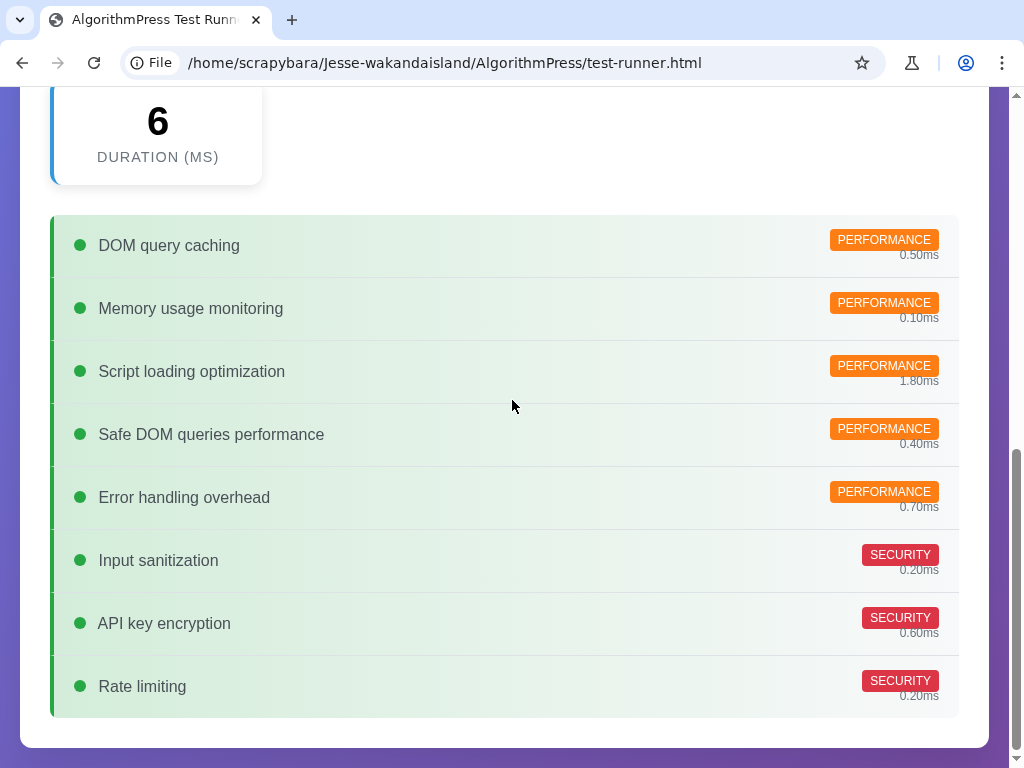 AlgorithmPress Test Runn
File
/home/scrapybara/Jesse-wakandaisland/AlgorithmPress/test-runner.html
6
DURATION (MS)
DOM query caching
PERFORMANCE
0.50ms
Memory usage monitoring
PERFORMANCE
0.10ms
Script loading optimization
PERFORMANCE
1.80ms
Safe DOM queries performance
PERFORMANCE
0.40ms
Error handling overhead
PERFORMANCE
0.70ms
Input sanitization
SECURITY
0.20ms
API key encryption
SECURITY
0.60ms
Rate limiting
SECURITY
0.20ms